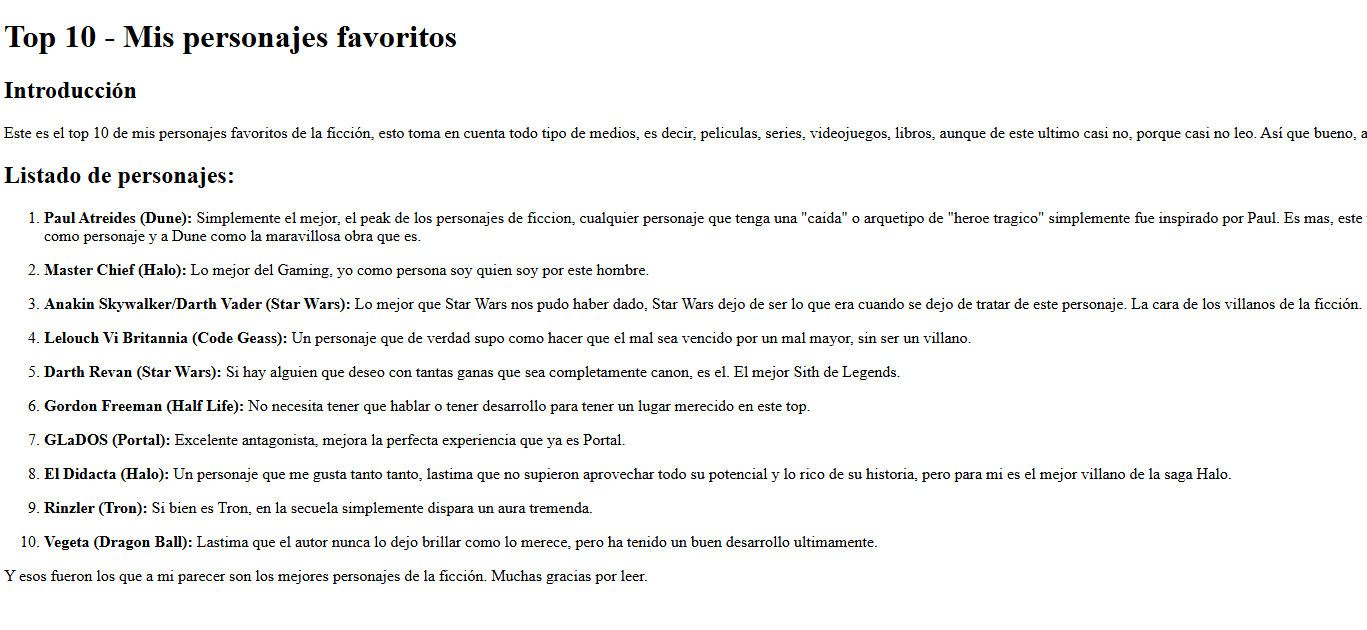 Top 10 - Mis personajes favoritos
Introducción
Este es el top 10 de mis personajes favoritos de la ficción, esto toma en cuenta todo tipo de medios, es decir, peliculas, series, videojuegos, libros, aunque de este ultimo casi no, porque casi no leo. Así que bueno, a
Listado de personajes:
1. Paul Atreides (Dune): Simplemente el mejor, el peak de los personajes de ficcion, cualquier personaje que tenga una "caida" o arquetipo de "heroe tragico" simplemente fue inspirado por Paul. Es mas, este
como personaje y a Dune como la maravillosa obra que es.
2. Master Chief (Halo): Lo mejor del Gaming, yo como persona soy quien soy por este hombre.
3. Anakin Skywalker/Darth Vader (Star Wars): Lo mejor que Star Wars nos pudo haber dado, Star Wars dejo de ser lo que era cuando se dejo de tratar de este personaje. La cara de los villanos de la ficción.
4. Lelouch Vi Britannia (Code Geass): Un personaje que de verdad supo como hacer que el mal sea vencido por un mal mayor, sin ser un villano.
5. Darth Revan (Star Wars): Si hay alguien que deseo con tantas ganas que sea completamente canon, es el. El mejor Sith de Legends.
6. Gordon Freeman (Half Life): No necesita tener que hablar o tener desarrollo para tener un lugar merecido en este top.
7. GLaDOS (Portal): Excelente antagonista, mejora la perfecta experiencia que ya es Portal.
8. El Didacta (Halo): Un personaje que me gusta tanto tanto, lastima que no supieron aprovechar todo su potencial y lo rico de su historia, pero para mi es el mejor villano de la saga Halo.
9. Rinzler (Tron): Si bien es Tron, en la secuela simplemente dispara un aura tremenda.
10. Vegeta (Dragon Ball): Lastima que el autor nunca lo dejo brillar como lo merece, pero ha tenido un buen desarrollo ultimamente.
Y esos fueron los que a mi parecer son los mejores personajes de la ficción. Muchas gracias por leer.